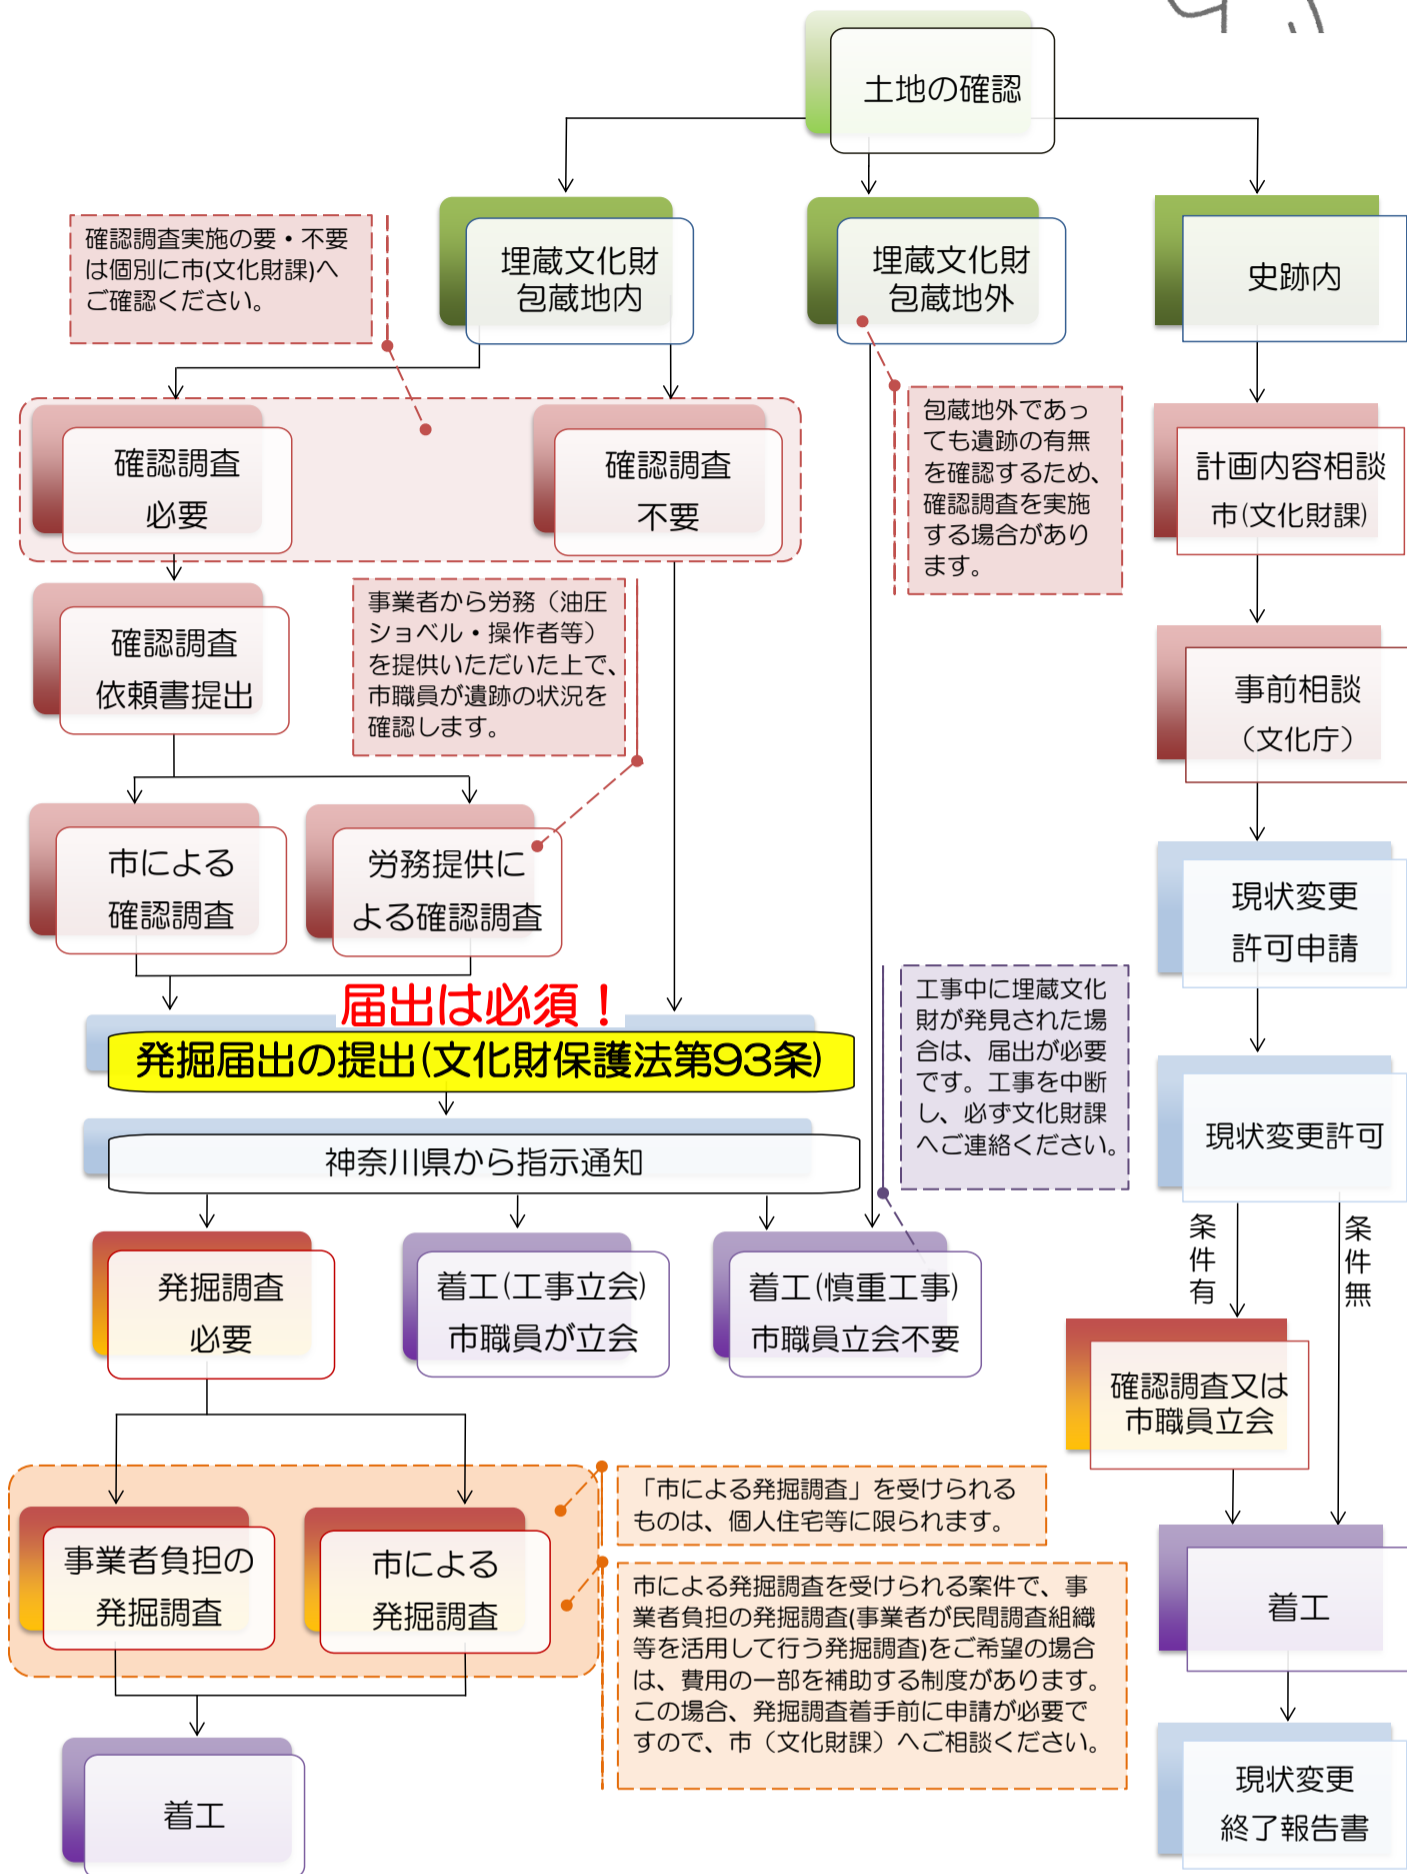 土地の確認
埋蔵文化財
包蔵地内
埋蔵文化財
包蔵地外
史跡内
確認調査実施の要・不要
は個別に市(文化財課)へ
ご確認ください。
包蔵地外であっ
ても遺跡の有無
を確認するため、
確認調査を実施
する場合があり
ます。
確認調査
必要
確認調査
不要
計画内容相談
市(文化財課)
確認調査
依頼書提出
事業者から労務（油圧
ショベル・操作者等）
を提供いただいた上で、
市職員が遺跡の状況を
確認します。
事前相談
（文化庁）
市による
確認調査
労務提供に
よる確認調査
現状変更
許可申請
届出は必須！
発掘届出の提出(文化財保護法第93条)
工事中に埋蔵文化
財が発見された場
合は、届出が必要
です。工事を中断
し、必ず文化財課
へご連絡ください。
神奈川県から指示通知
現状変更許可
条件有
条件無
発掘調査
必要
着工(工事立会)
市職員が立会
着工(慎重工事)
市職員立会不要
確認調査又は
市職員立会
「市による発掘調査」を受けられる
ものは、個人住宅等に限られます。
事業者負担の
発掘調査
市による
発掘調査
市による発掘調査を受けられる案件で、事
業者負担の発掘調査(事業者が民間調査組織
等を活用して行う発掘調査)をご希望の場合
は、費用の一部を補助する制度があります。
この場合、発掘調査着手前に申請が必要で
すので、市（文化財課）へご相談ください。
着工
着工
現状変更
終了報告書